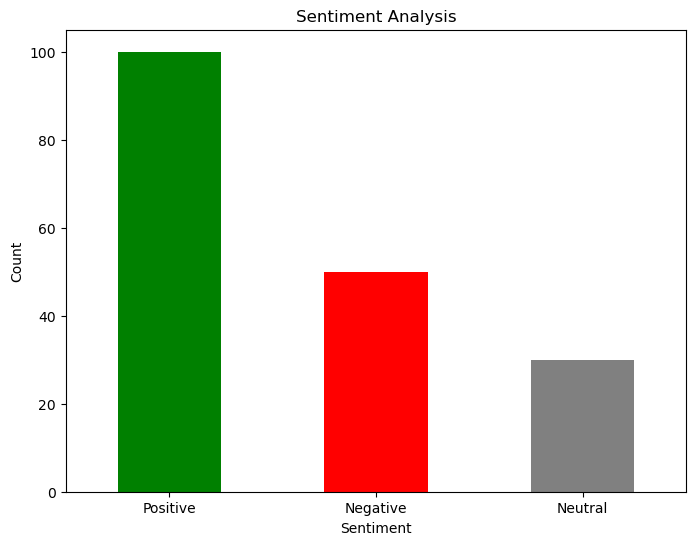 Sentiment Analysis
100
80
60
40
20
0
Count
Positive
Negative
Neutral
Sentiment